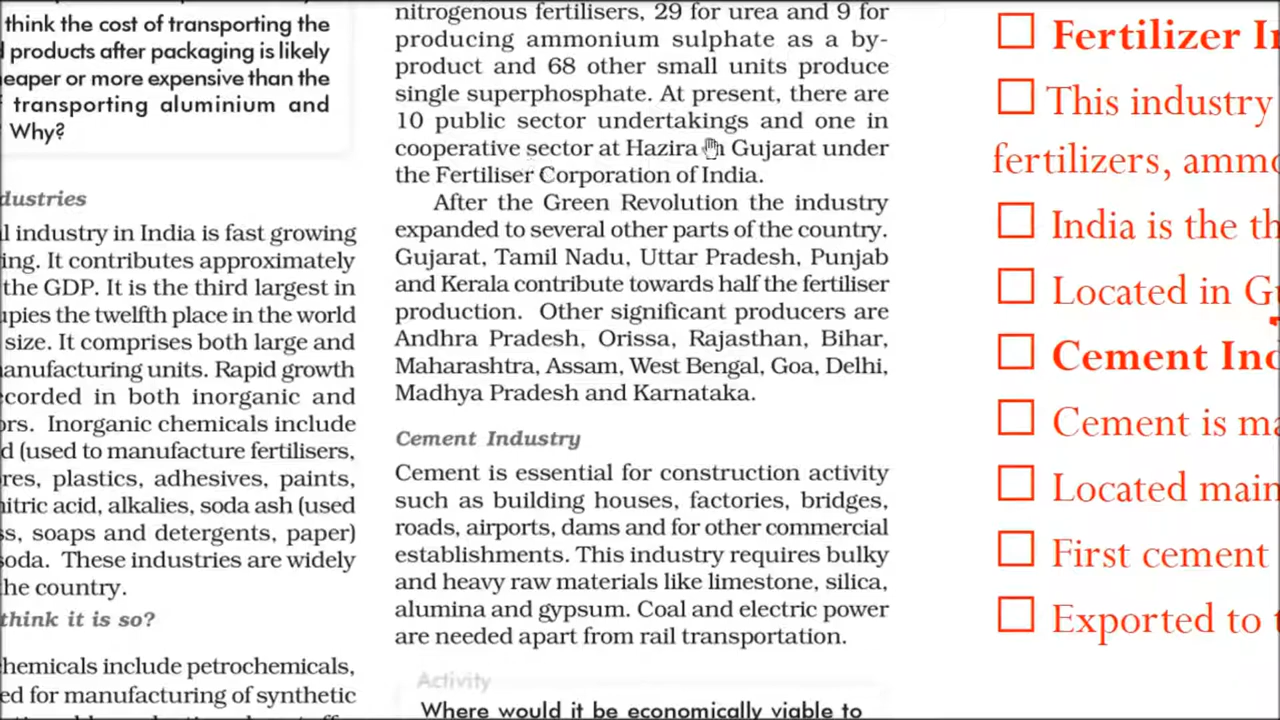 think the cost of transporting the
products after packaging is likely
eaper or more expensive than the
transporting aluminium and
Why?
dustries
l industry in India is fast growing
ing. It contributes approximately
the GDP. It is the third largest in
upies the twelfth place in the world
size. It comprises both large and
anufacturing units. Rapid growth
ecorded in both inorganic and
ors. Inorganic chemicals include
d (used to manufacture fertilisers,
res, plastics, adhesives, paints,
nitric acid, alkalies, soda ash (used
ss, soaps and detergents, paper)
soda. These industries are widely
he country.
think it is so?
chemicals include petrochemicals,
ed for manufacturing of synthetic
nitrogenous fertilisers, 29 for urea and 9 for
producing ammonium sulphate as a by-
product and 68 other small units produce
single superphosphate. At present, there are
10 public sector undertakings and one in
cooperative sector at Hazira in Gujarat under
the Fertiliser Corporation of India.
After the Green Revolution the industry
expanded to several other parts of the country.
Gujarat, Tamil Nadu, Uttar Pradesh, Punjab
and Kerala contribute towards half the fertiliser
production. Other significant producers are
Andhra Pradesh, Orissa, Rajasthan, Bihar,
Maharashtra, Assam, West Bengal, Goa, Delhi,
Madhya Pradesh and Karnataka.
Cement Industry
Cement is essential for construction activity
such as building houses, factories, bridges,
roads, airports, dams and for other commercial
establishments. This industry requires bulky
and heavy raw materials like limestone, silica,
alumina and gypsum. Coal and electric power
are needed apart from rail transportation.
Activity
Where would it be economically viable to
Fertilizer In
This industry
fertilizers, ammo
India is the th
Located in Gu
Cement Ind
Cement is ma
Located main
First cement
Exported to t